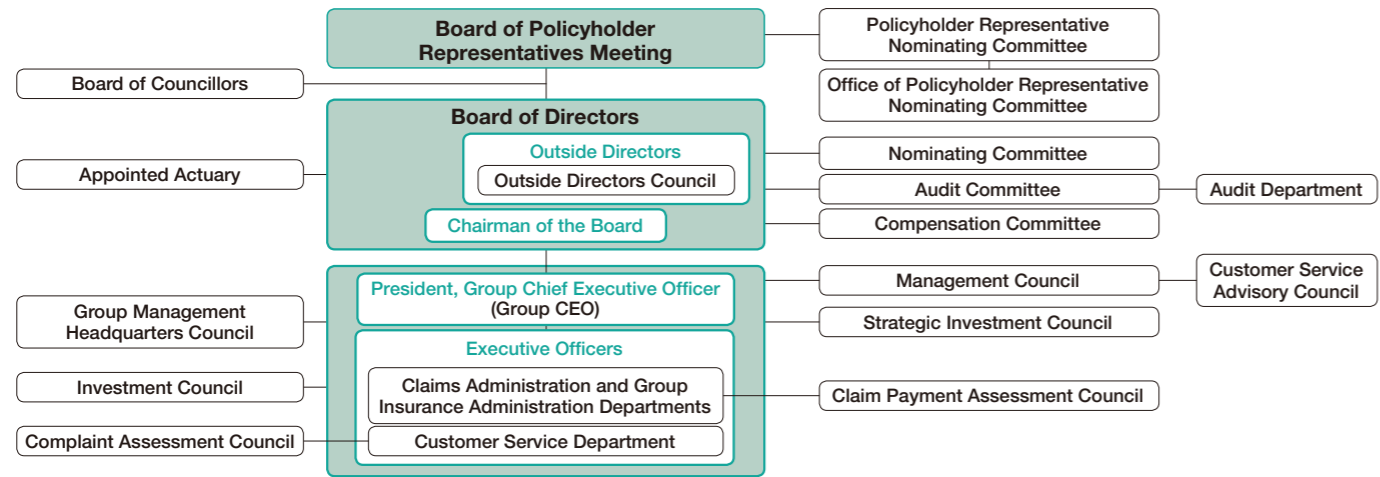 Board of Policyholder
Representatives Meeting
Policyholder Representative
Nominating Committee
Board of Councillors
Office of Policyholder Representative
Nominating Committee
Board of Directors
Outside Directors
Outside Directors Council
Chairman of the Board
Appointed Actuary
Nominating Committee
Audit Committee
Audit Department
Compensation Committee
President, Group Chief Executive Officer
(Group CEO)
Management Council
Customer Service
Advisory Council
Group Management
Headquarters Council
Strategic Investment Council
Executive Officers
Investment Council
Claims Administration and Group
Insurance Administration Departments
Claim Payment Assessment Council
Complaint Assessment Council
Customer Service Department